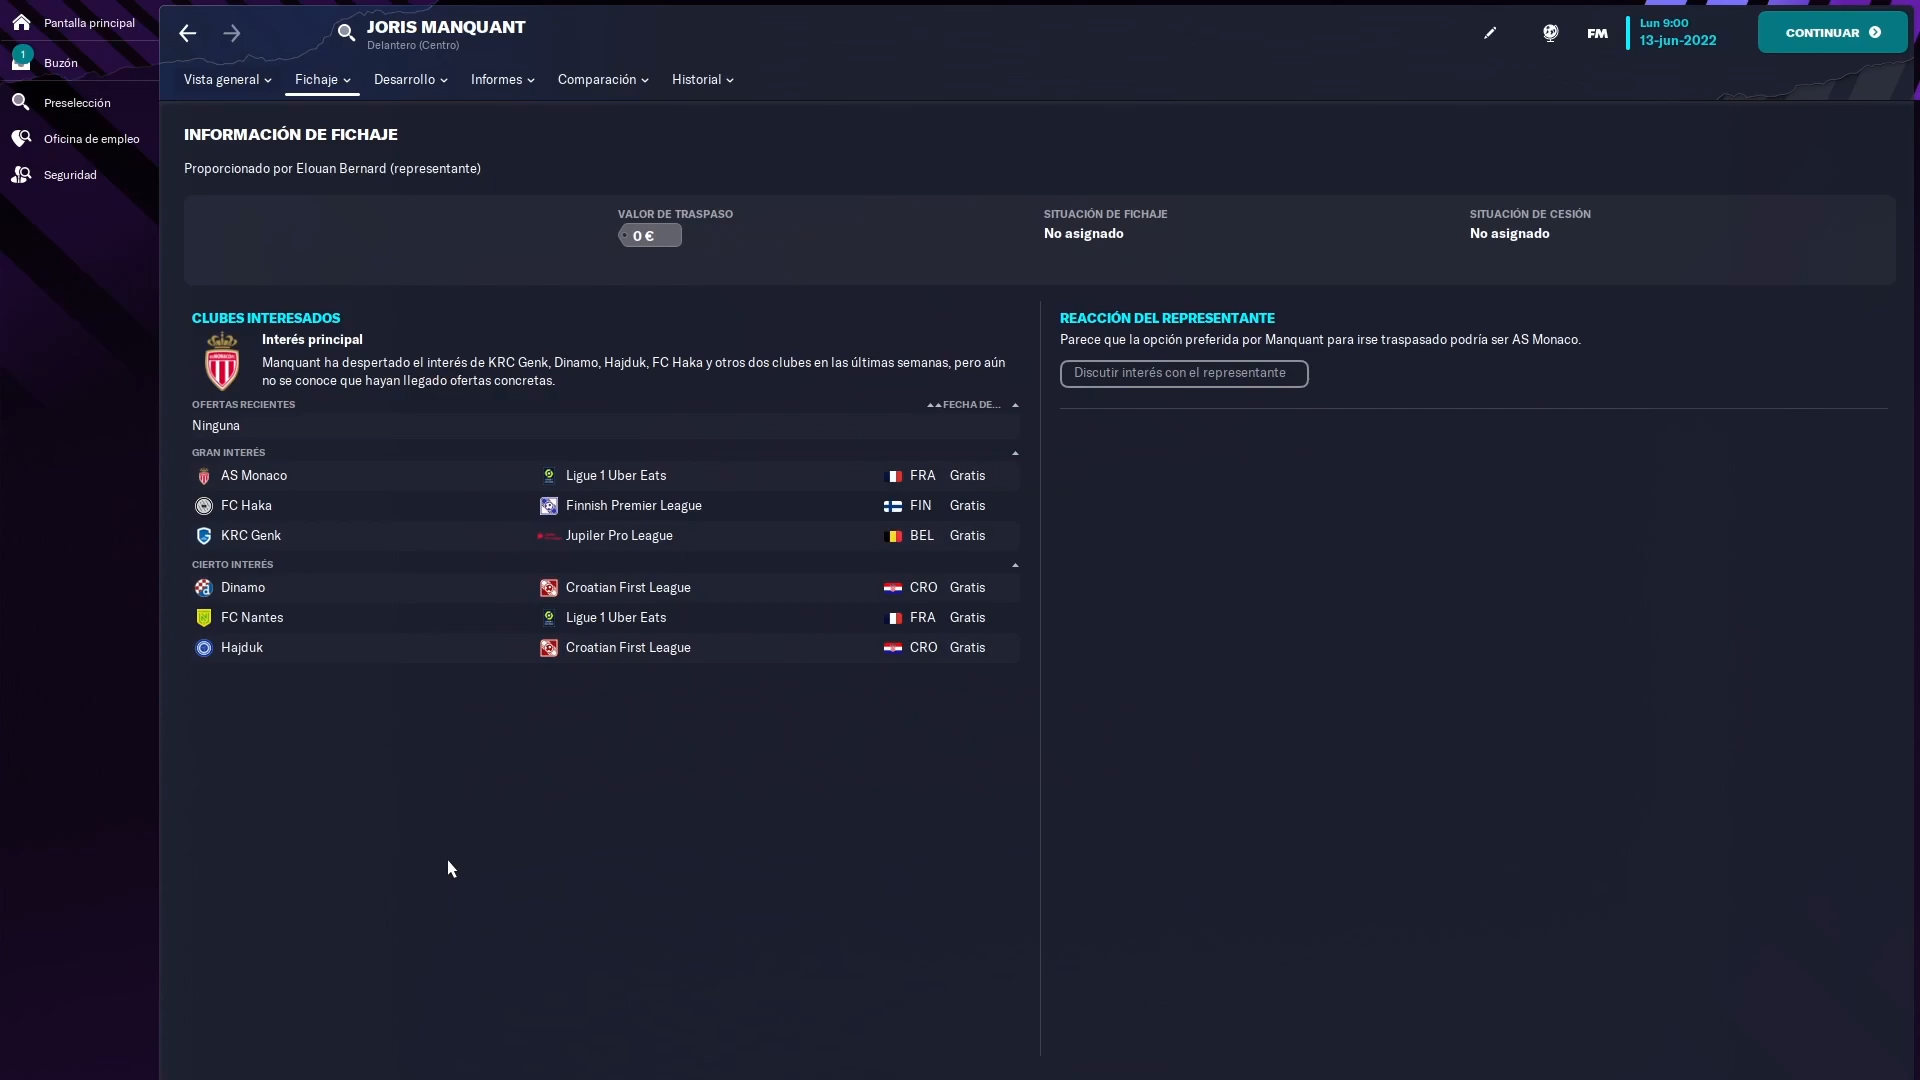 Pantalla principal
1
Buzón
Preselección
Oficina de empleo
Seguridad
JORIS MANQUANT
Delantero (Centro)
FM
Lun 9:00
13-jun-2022
CONTINUAR
Vista general
Fichaje
Desarrollo
Informes
Comparación
Historial
INFORMACIÓN DE FICHAJE
Proporcionado por Elouan Bernard (representante)
VALOR DE TRASPASO
0 €
SITUACIÓN DE FICHAJE
No asignado
SITUACIÓN DE CESIÓN
No asignado
CLUBES INTERESADOS
Interés principal
Manquant ha despertado el interés de KRC Genk, Dinamo, Hajduk, FC Haka y otros dos clubes en las últimas semanas, pero aún
no se conoce que hayan llegado ofertas concretas.
OFERTAS RECIENTES FECHA DE...
Ninguna
GRAN INTERÉS
AS Monaco Ligue 1 Uber Eats FRA Gratis
FC Haka Finnish Premier League FIN Gratis
KRC Genk Jupiler Pro League BEL Gratis
CIERTO INTERÉS
Dinamo Croatian First League CRO Gratis
FC Nantes Ligue 1 Uber Eats FRA Gratis
Hajduk Croatian First League CRO Gratis
REACCIÓN DEL REPRESENTANTE
Parece que la opción preferida por Manquant para irse traspasado podría ser AS Monaco.
Discutir interés con el representante